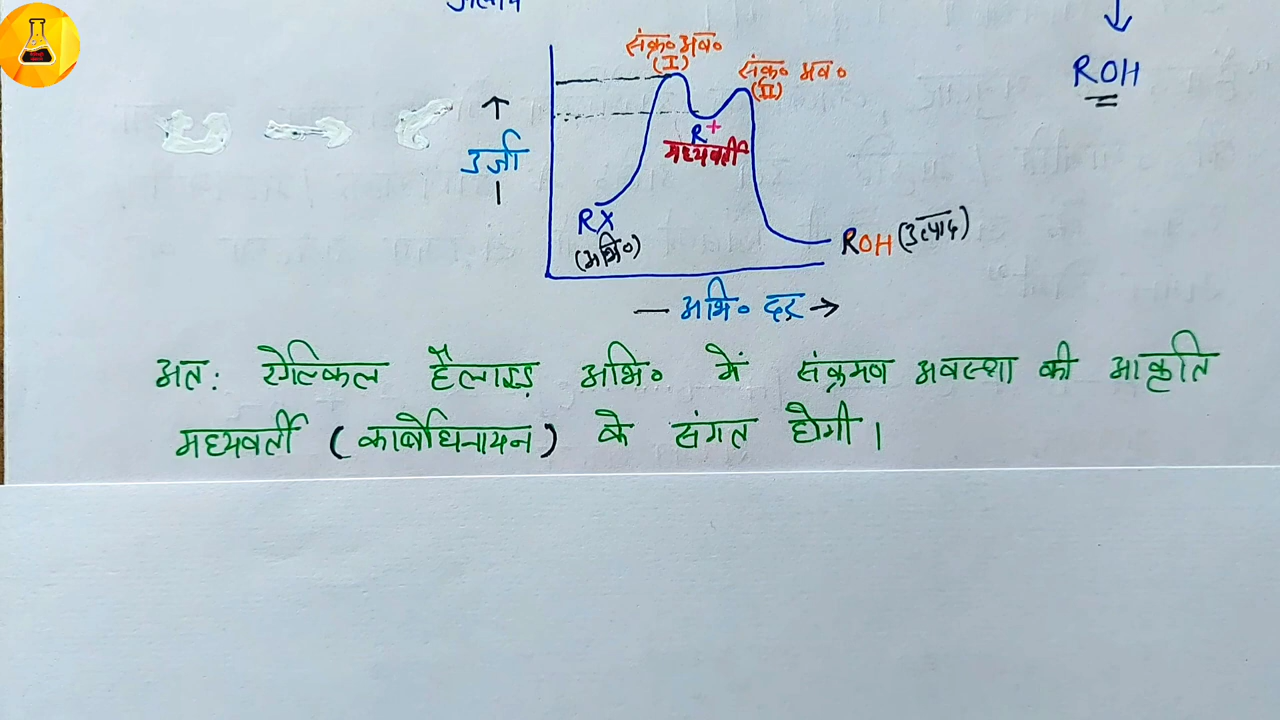 ROH
संक्र० अव०
(I)
संक्र० अव०
(II)
↑
ऊर्जा
R+
मध्यवर्ती
RX
(अभि०)
ROH (उत्पाद)
— अभि० दर →
अतः ऐल्किल हैलाइड अभि० में संक्रमण अवस्था की आकृति
मध्यवर्ती (कार्बोधनायन) के संगत होगी।